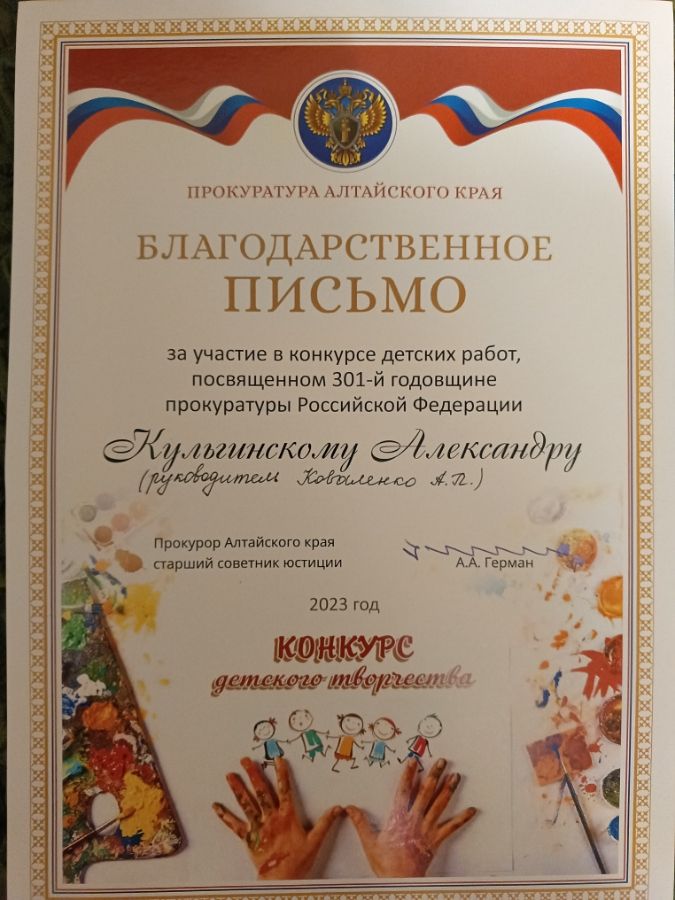 ПРОКУРАТУРА АЛТАЙСКОГО КРАЯ
БЛАГОДАРСТВЕННОЕ
ПИСЬМО
за участие в конкурсе детских работ,
посвященном 301-й годовщине
прокуратуры Российской Федерации
Кульгинскому Александру
(руководитель Коваленко А.П.)
Прокурор Алтайского края
старший советник юстиции
А.А. Герман
2023 год
КОНКУРС
детского творчества